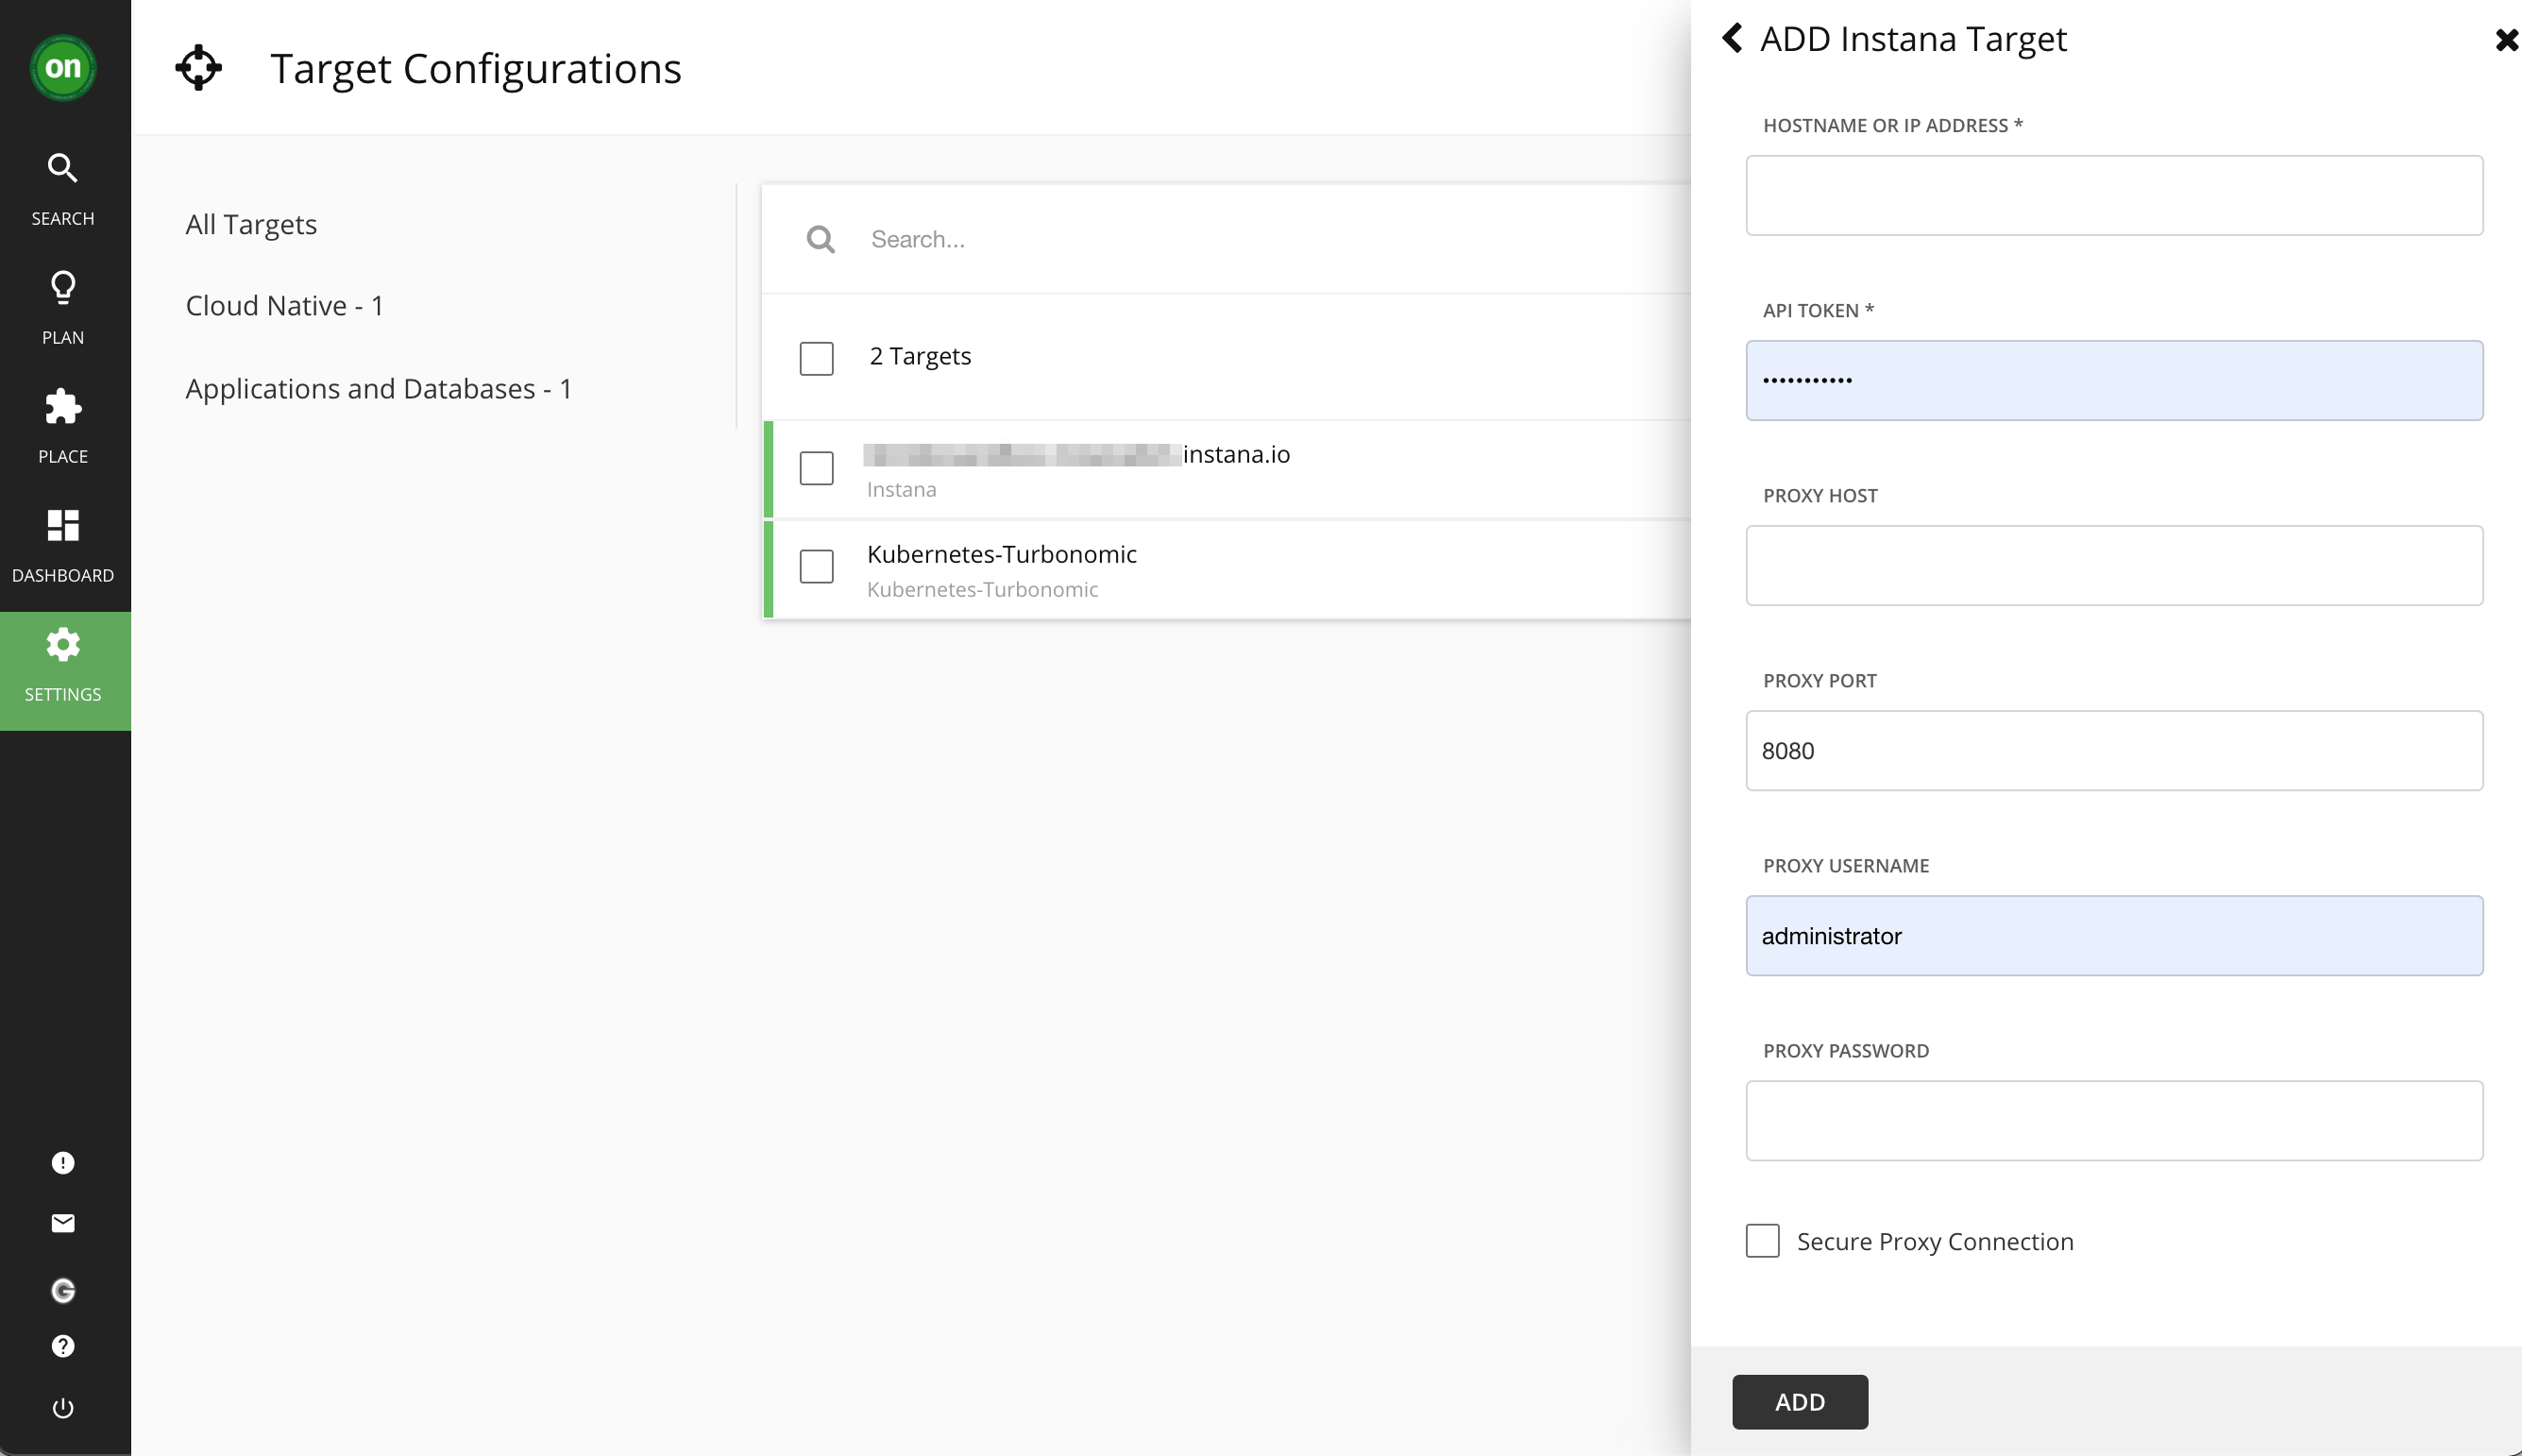 on
SEARCH
PLAN
PLACE
DASHBOARD
SETTINGS
Target Configurations
All Targets
Cloud Native - 1
Applications and Databases - 1
Search...
2 Targets
instana.io
Instana
Kubernetes-Turbonomic
Kubernetes-Turbonomic
ADD Instana Target
HOSTNAME OR IP ADDRESS *
API TOKEN *
•••••••••••
PROXY HOST
PROXY PORT
8080
PROXY USERNAME
administrator
PROXY PASSWORD
Secure Proxy Connection
ADD